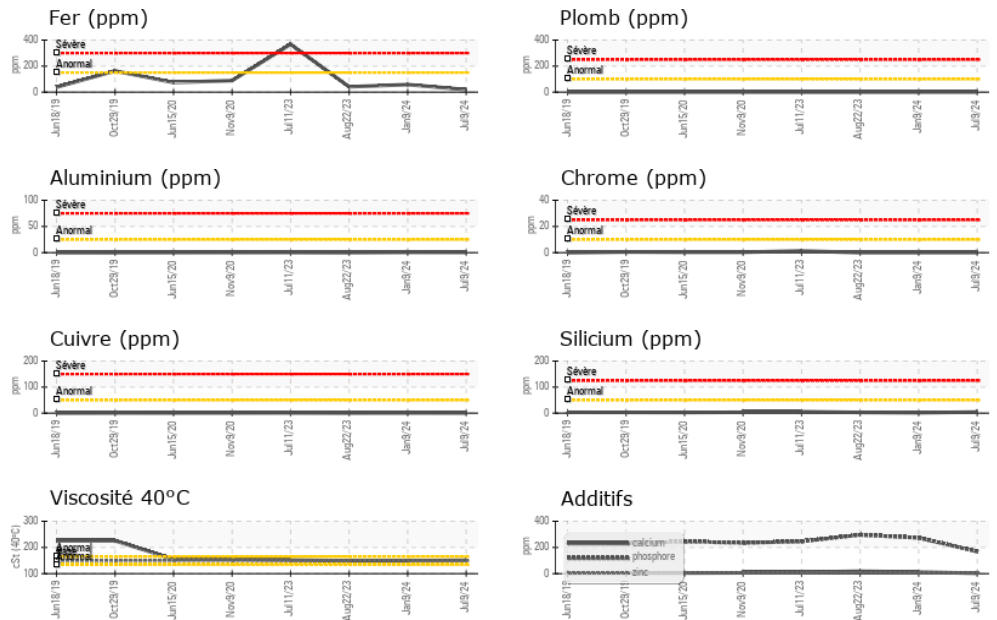 Fer (ppm)
400
200
0
ppm
Sévère
Anormal
Jun18/19
Oct29/19
Jun15/20
Nov9/20
Jul11/23
Aug22/23
Jan9/24
Jul9/24
Plomb (ppm)
400
200
0
ppm
Sévère
Anormal
Jun18/19
Oct29/19
Jun15/20
Nov9/20
Jul11/23
Aug22/23
Jan9/24
Jul9/24
Aluminium (ppm)
100
50
0
ppm
Sévère
Anormal
Jun18/19
Oct29/19
Jun15/20
Nov9/20
Jul11/23
Aug22/23
Jan9/24
Jul9/24
Chrome (ppm)
40
20
0
ppm
Sévère
Anormal
Jun18/19
Oct29/19
Jun15/20
Nov9/20
Jul11/23
Aug22/23
Jan9/24
Jul9/24
Cuivre (ppm)
200
100
0
ppm
Sévère
Anormal
Jun18/19
Oct29/19
Jun15/20
Nov9/20
Jul11/23
Aug22/23
Jan9/24
Jul9/24
Silicium (ppm)
200
100
0
ppm
Sévère
Anormal
Jun18/19
Oct29/19
Jun15/20
Nov9/20
Jul11/23
Aug22/23
Jan9/24
Jul9/24
Viscosité 40°C
300
200
100
cSt (40°C)
Anormal
Anormal
Jun18/19
Oct29/19
Jun15/20
Nov9/20
Jul11/23
Aug22/23
Jan9/24
Jul9/24
Additifs
400
200
0
ppm
calcium
phosphore
zinc
Jun18/19
Oct29/19
Jun15/20
Nov9/20
Jul11/23
Aug22/23
Jan9/24
Jul9/24